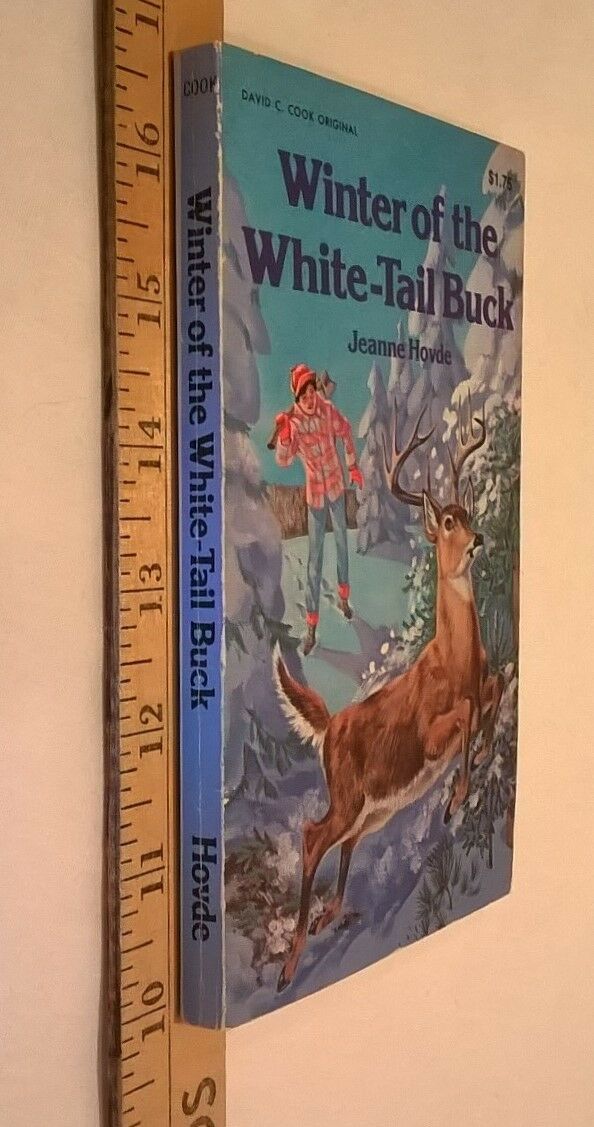 DAVID C. COOK ORIGINAL
$1.75
Winter of the
White-Tail Buck
Jeanne Hovde
COOK
Winter of the White-Tail Buck
Hovde
16
15
14
13
12
11
10